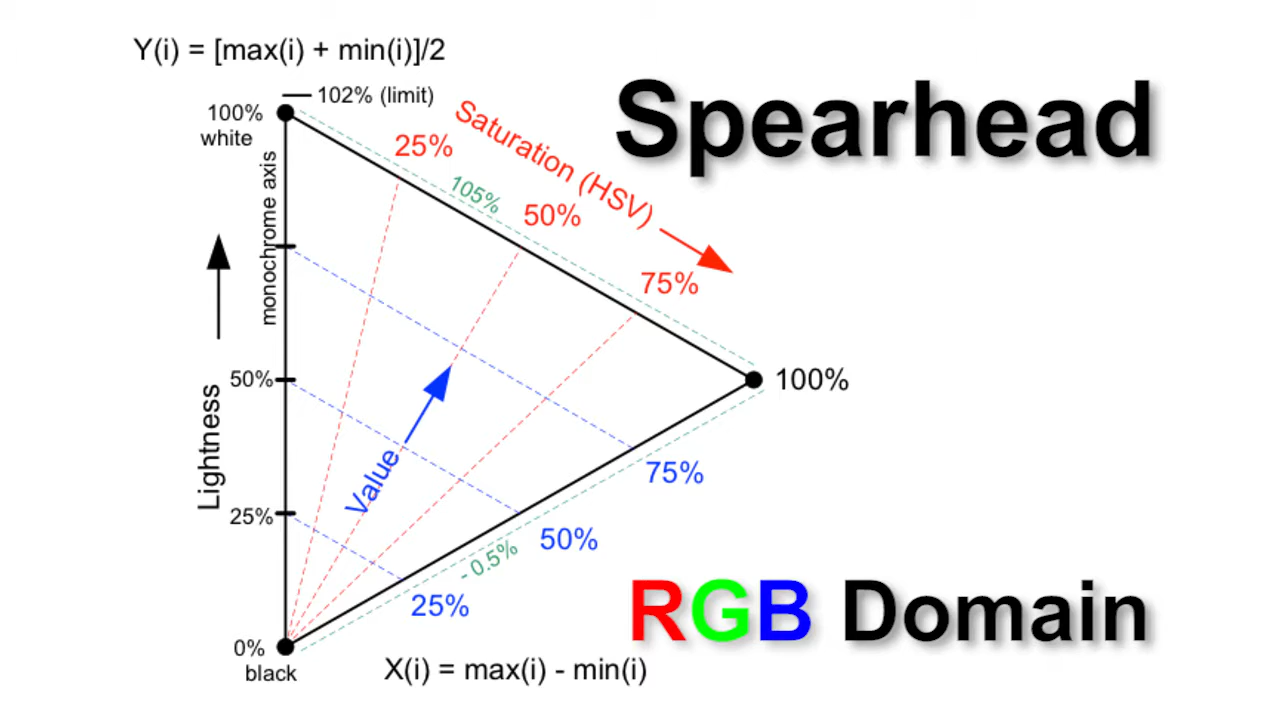 Y(i) = [max(i) + min(i)]/2
102% (limit)
100%
white
Spearhead
Saturation (HSV)
25%
105%
50%
75%
monochrome axis
Lightness
50%
100%
Value
75%
25%
50%
- 0.5%
25%
RGB Domain
0%
black
X(i) = max(i) - min(i)